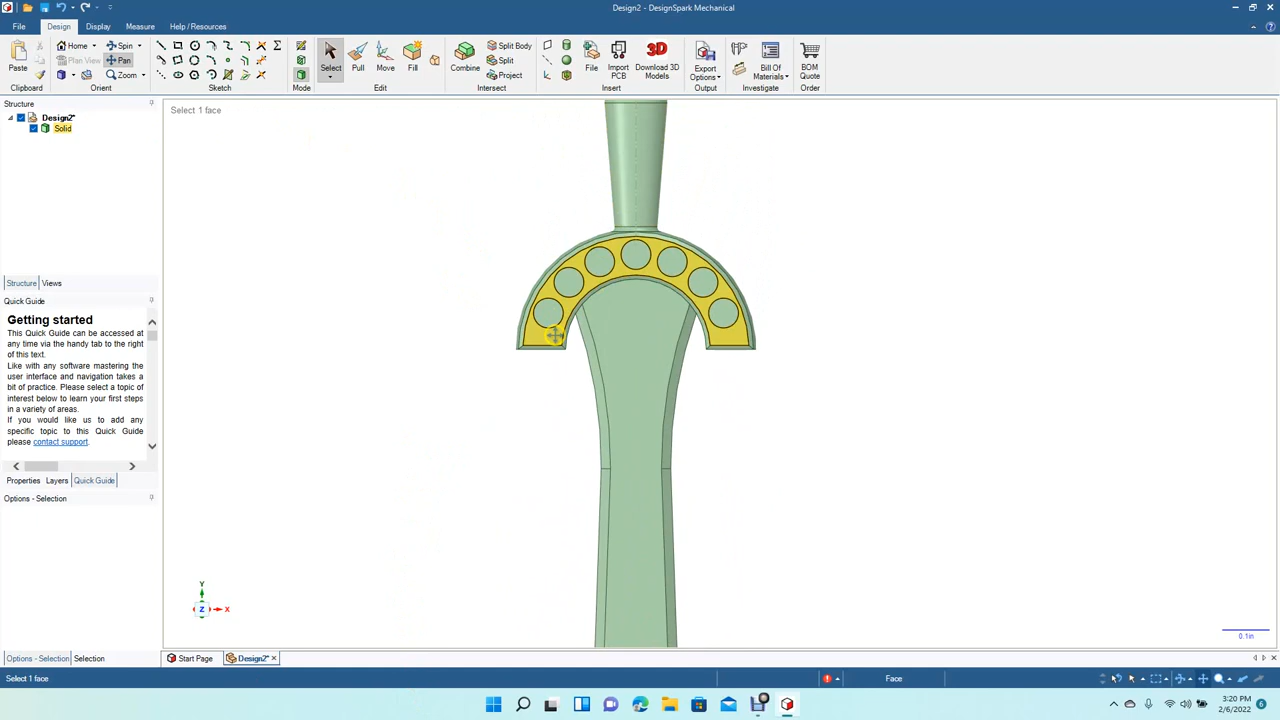 Design2 - DesignSpark Mechanical
File Design Display Measure Help / Resources
Home Spin Split Body
Paste Plan View Pan Select Pull Move Fill Combine Split File Import PCB Download 3D Models Export Options Bill Of Materials BOM Quote
Zoom Project
Clipboard Orient Sketch Mode Edit Intersect Insert Output Investigate Order
Structure
Select 1 face
Design2*
Solid
Structure Views
Quick Guide
Getting started
This Quick Guide can be accessed at
any time via the handy tab to the right
of this text.
Like with any software mastering the
user interface and navigation takes a
bit of practice. Please select a topic of
interest below to learn your first steps
in a variety of areas.
If you would like us to add any
specific topic to this Quick Guide
please contact support.
Properties Layers Quick Guide
Options - Selection
Y
Z X
0.1in
Options - Selection Selection Start Page Design2*
Select 1 face Face
3D
3:20 PM
2/6/2022
6